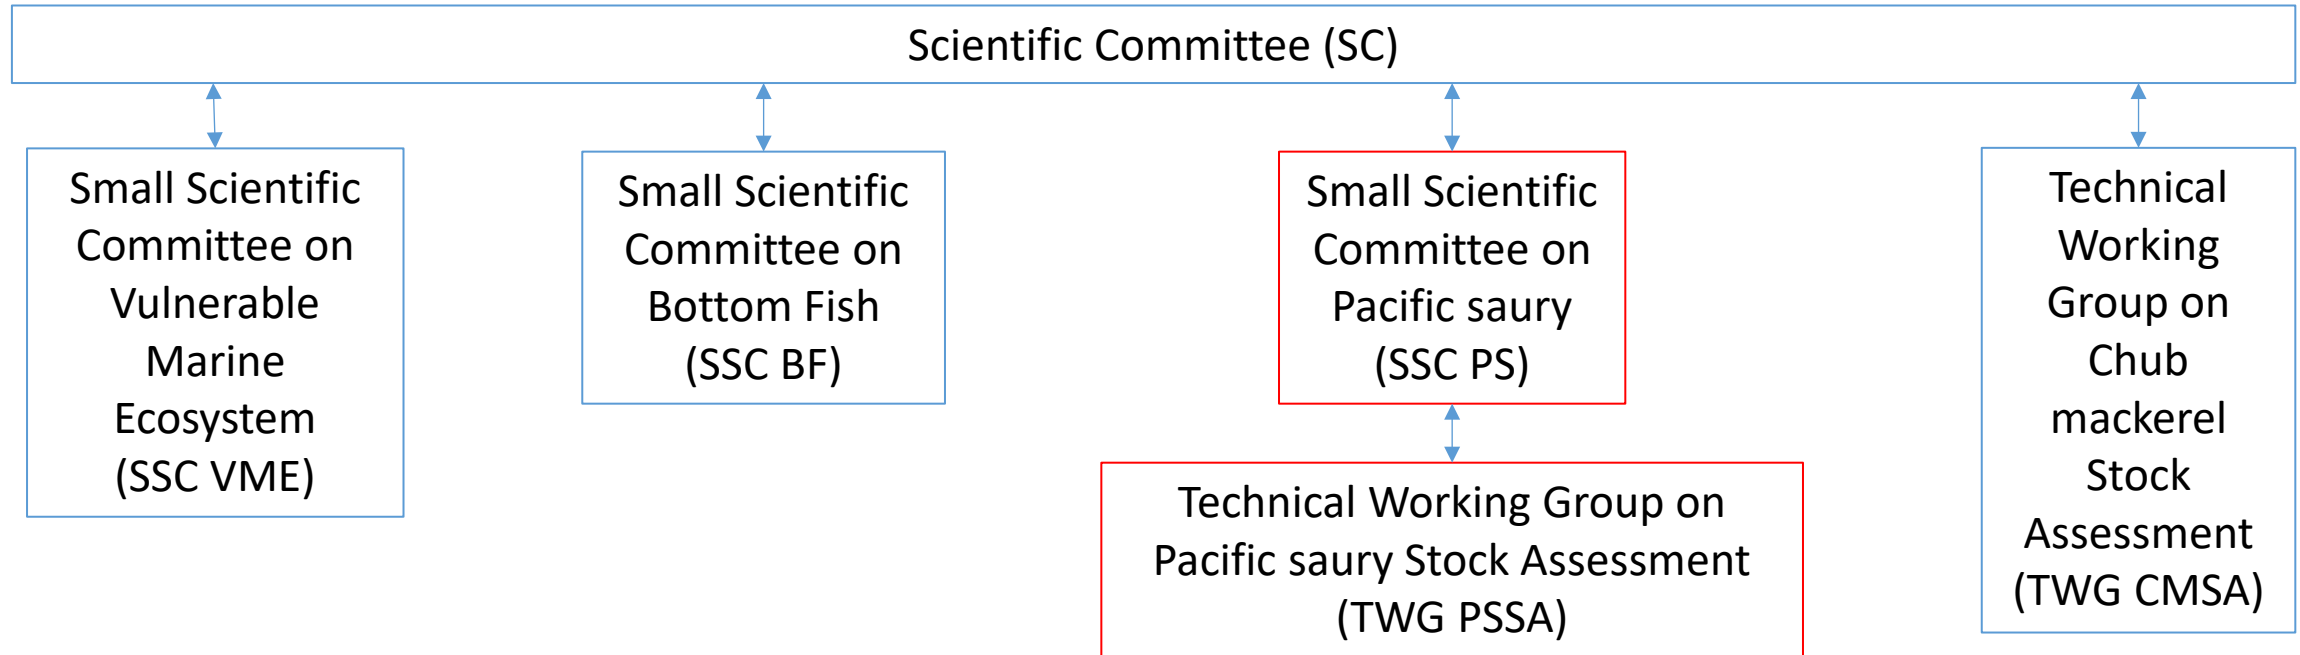 Scientific Committee (SC)
Small Scientific
Committee on
Vulnerable
Marine
Ecosystem
(SSC VME)
Small Scientific
Committee on
Bottom Fish
(SSC BF)
Small Scientific
Committee on
Pacific saury
(SSC PS)
Technical Working Group on
Pacific saury Stock Assessment
(TWG PSSA)
Technical
Working
Group on
Chub
mackerel
Stock
Assessment
(TWG CMSA)